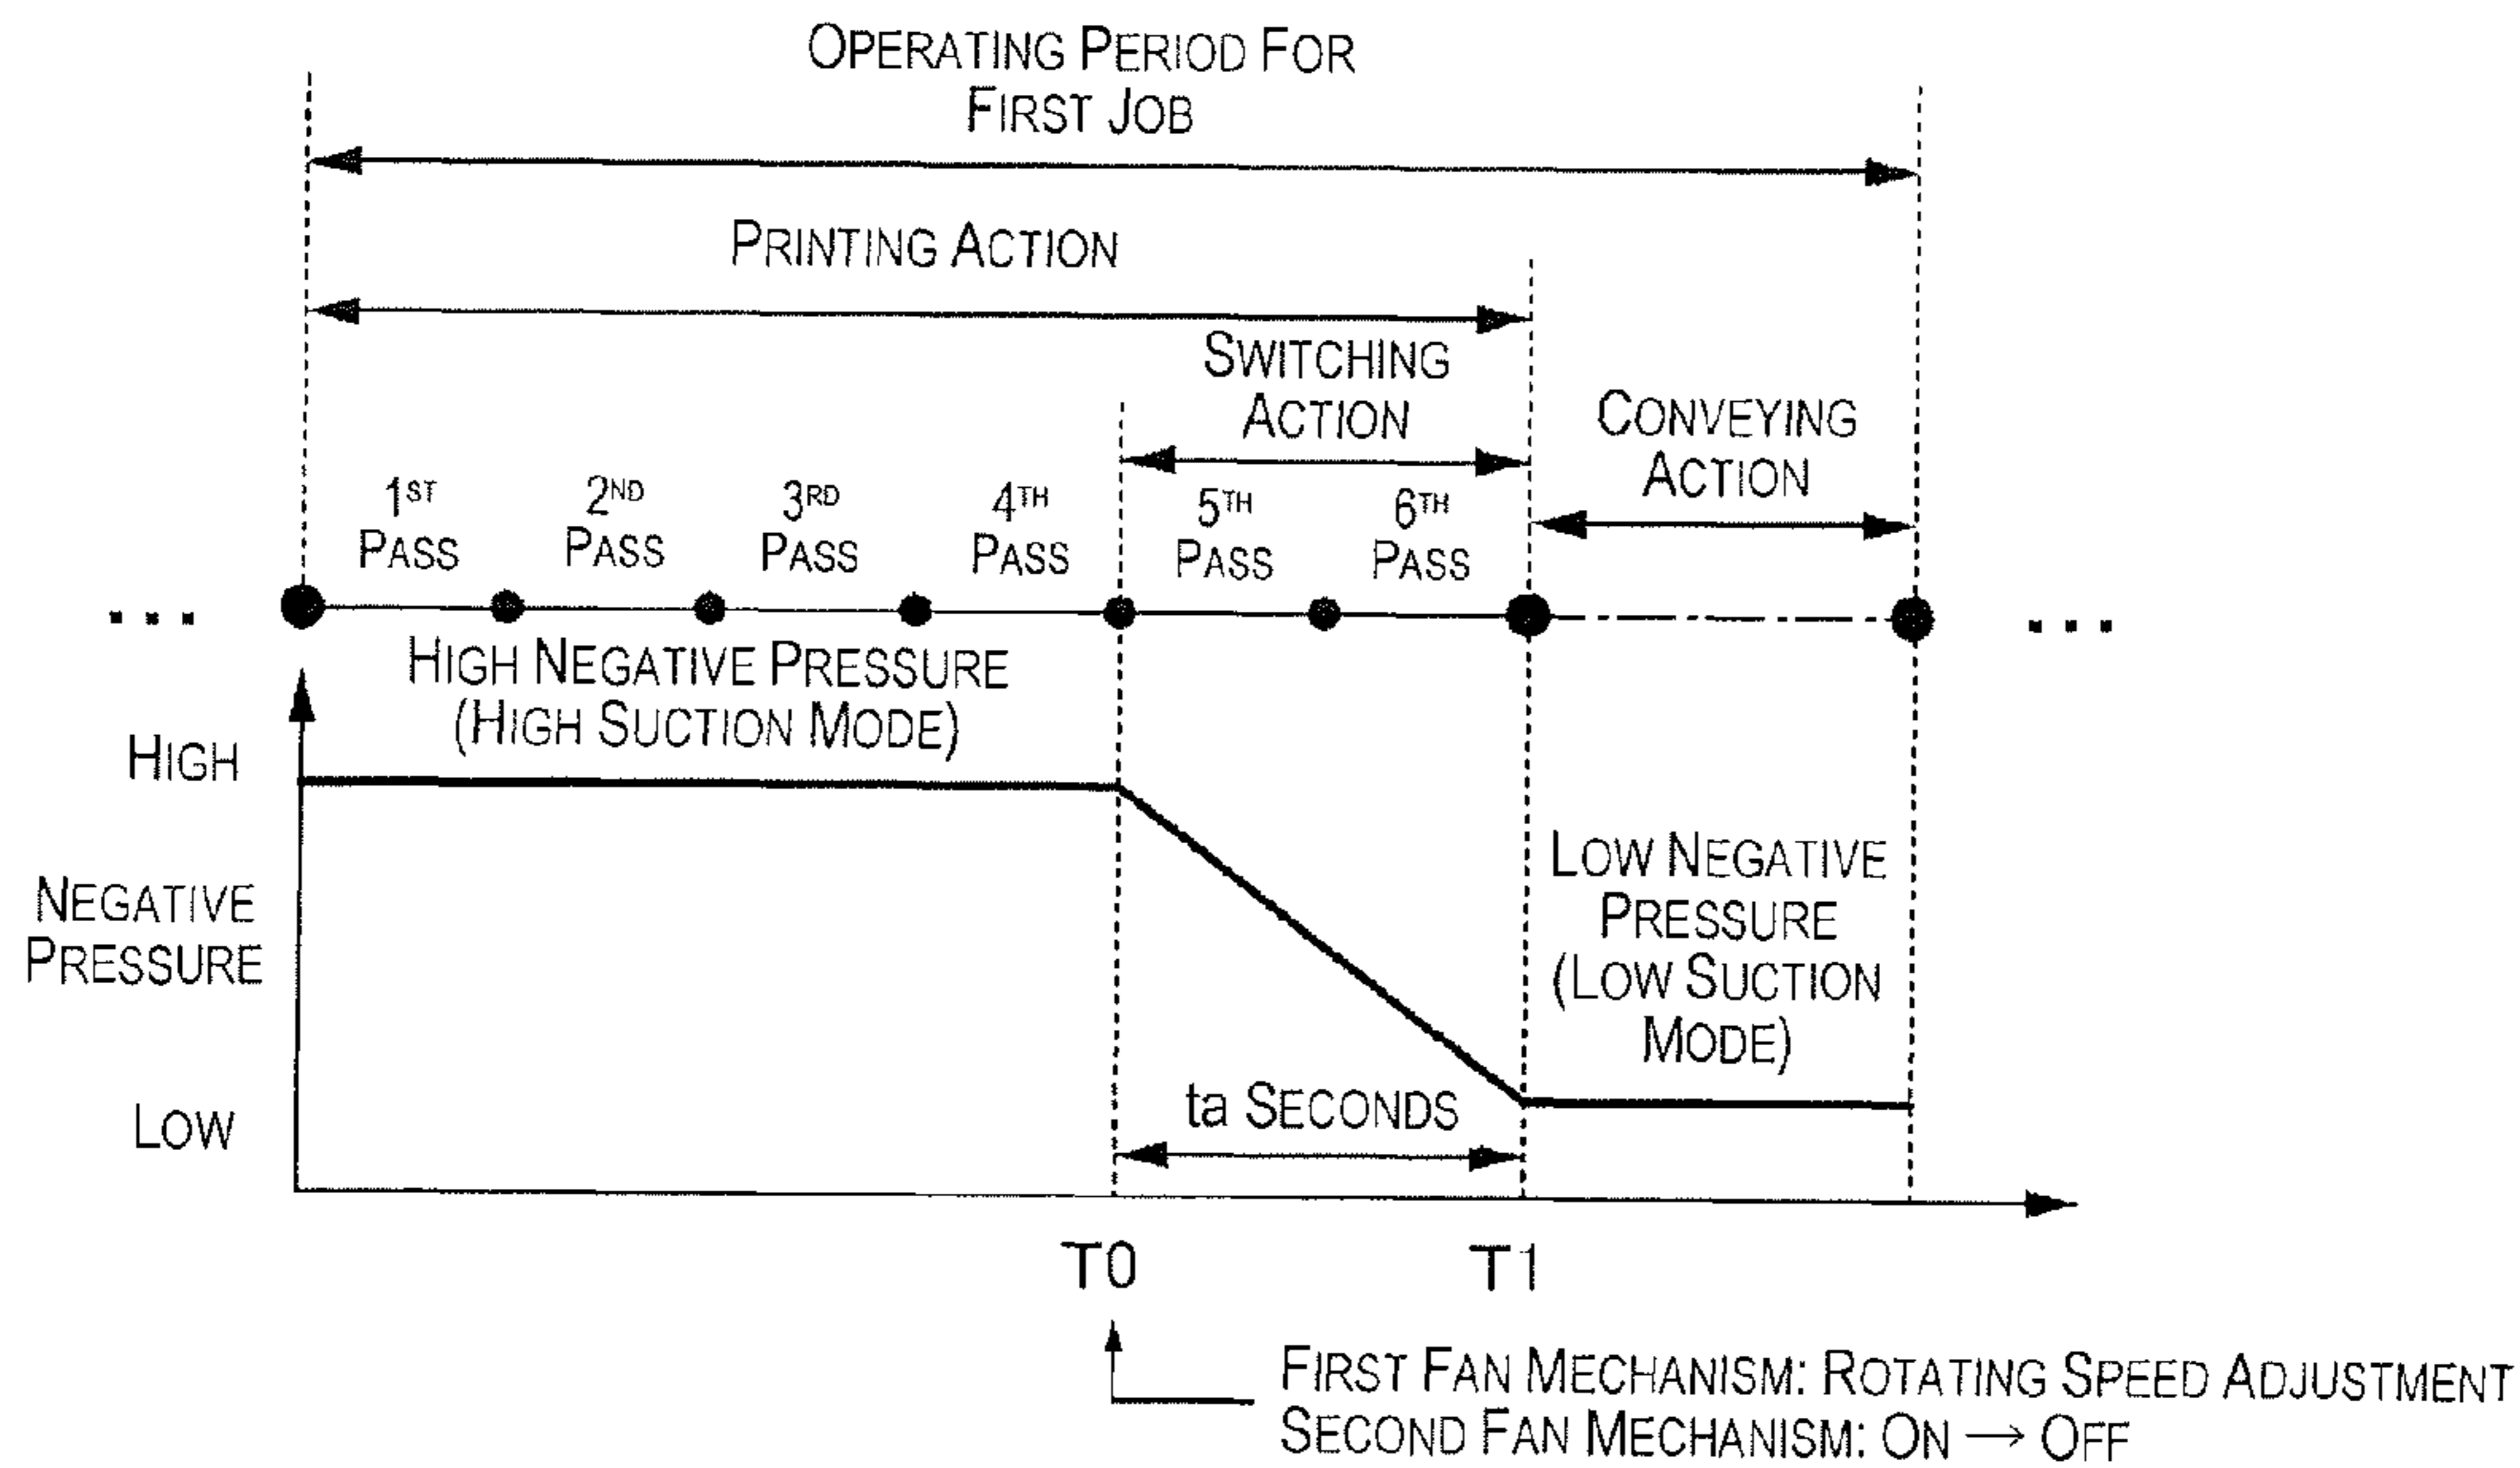 OPERATING PERIOD FOR
FIRST JOB
PRINTING ACTION
SWITCHING
ACTION
CONVEYING
ACTION
1ST
PASS
2ND
PASS
3RD
PASS
4TH
PASS
5TH
PASS
6TH
PASS
...
...
HIGH NEGATIVE PRESSURE
(HIGH SUCTION MODE)
HIGH
NEGATIVE
PRESSURE
LOW
LOW NEGATIVE
PRESSURE
(LOW SUCTION
MODE)
ta SECONDS
T0
T1
FIRST FAN MECHANISM: ROTATING SPEED ADJUSTMENT
SECOND FAN MECHANISM: ON → OFF